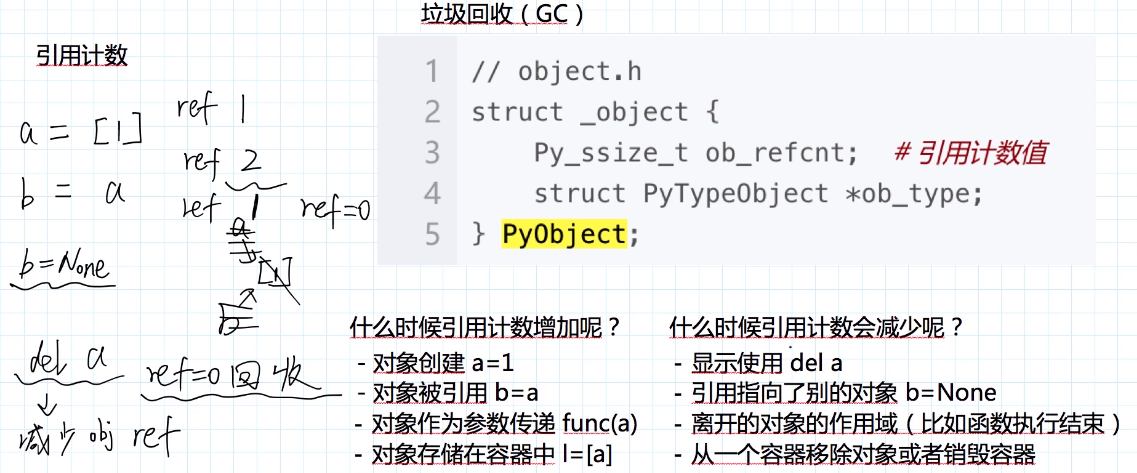 垃圾回收（GC）
引用计数
a = [1]
ref 1
b = a
ref 2
ref 1
ref=0
b=None
a
[1]
b
del a
ref=0回收
减少 obj ref
1 // object.h
2 struct _object {
3 Py_ssize_t ob_refcnt; # 引用计数值
4 struct PyTypeObject *ob_type;
5 } PyObject;
什么时候引用计数增加呢？
- 对象创建 a=1
- 对象被引用 b=a
- 对象作为参数传递 func(a)
- 对象存储在容器中 l=[a]
什么时候引用计数会减少呢？
- 显示使用 del a
- 引用指向了别的对象 b=None
- 离开的对象的作用域（比如函数执行结束）
- 从一个容器移除对象或者销毁容器